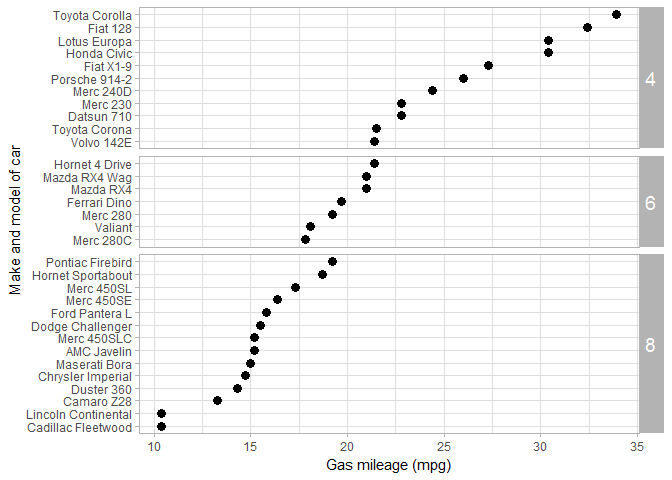 Make and model of car
Toyota Corolla
Fiat 128
Lotus Europa
Honda Civic
Fiat X1-9
Porsche 914-2
Merc 240D
Merc 230
Datsun 710
Toyota Corona
Volvo 142E
4
Hornet 4 Drive
Mazda RX4 Wag
Mazda RX4
Ferrari Dino
Merc 280
Valiant
Merc 280C
6
Pontiac Firebird
Hornet Sportabout
Merc 450SL
Merc 450SE
Ford Pantera L
Dodge Challenger
Merc 450SLC
AMC Javelin
Maserati Bora
Chrysler Imperial
Duster 360
Camaro Z28
Lincoln Continental
Cadillac Fleetwood
8
10 15 20 25 30 35
Gas mileage (mpg)